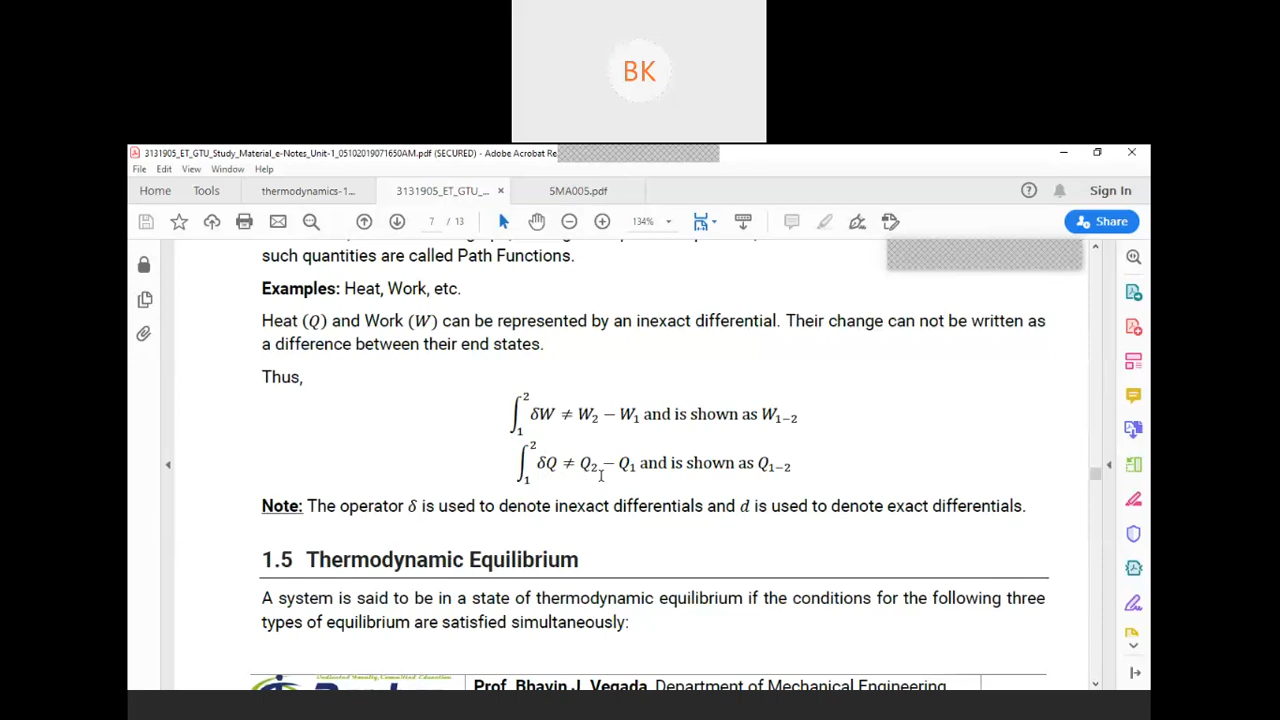 BK
3131905_ET_GTU_Study_Material_e-Notes_Unit-1_05102019071650AM.pdf (SECURED) - Adobe Acrobat Re
File Edit View Window Help
Home Tools thermodynamics-1... 3131905_ET_GTU_... × SMA005.pdf Sign In
7 / 13 134% Share
such quantities are called Path Functions.
Examples: Heat, Work, etc.
Heat (Q) and Work (W) can be represented by an inexact differential. Their change can not be written as
a difference between their end states.
Thus,
∫₁² δW ≠ W₂ − W₁ and is shown as W₁₋₂
∫₁² δQ ≠ Q₂ − Q₁ and is shown as Q₁₋₂
Note: The operator δ is used to denote inexact differentials and d is used to denote exact differentials.
1.5 Thermodynamic Equilibrium
A system is said to be in a state of thermodynamic equilibrium if the conditions for the following three
types of equilibrium are satisfied simultaneously:
Prof. Bhavin J. Vegada, Department of Mechanical Engineering